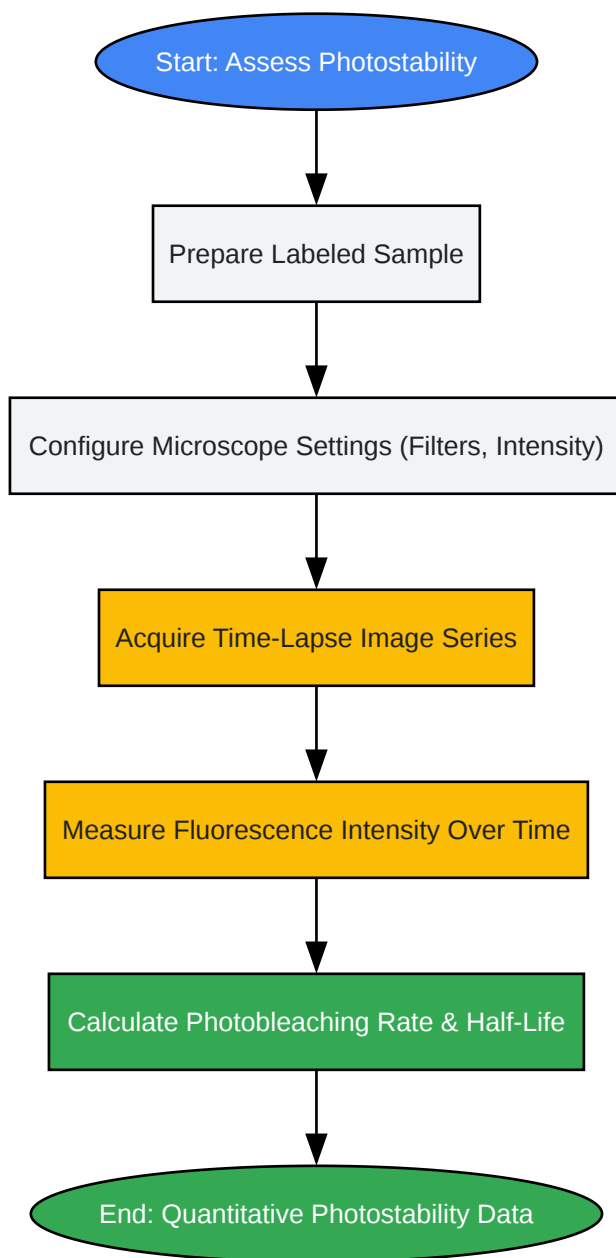 Start: Assess Photostability
Prepare Labeled Sample
Configure Microscope Settings (Filters, Intensity)
Acquire Time-Lapse Image Series
Measure Fluorescence Intensity Over Time
Calculate Photobleaching Rate & Half-Life
End: Quantitative Photostability Data